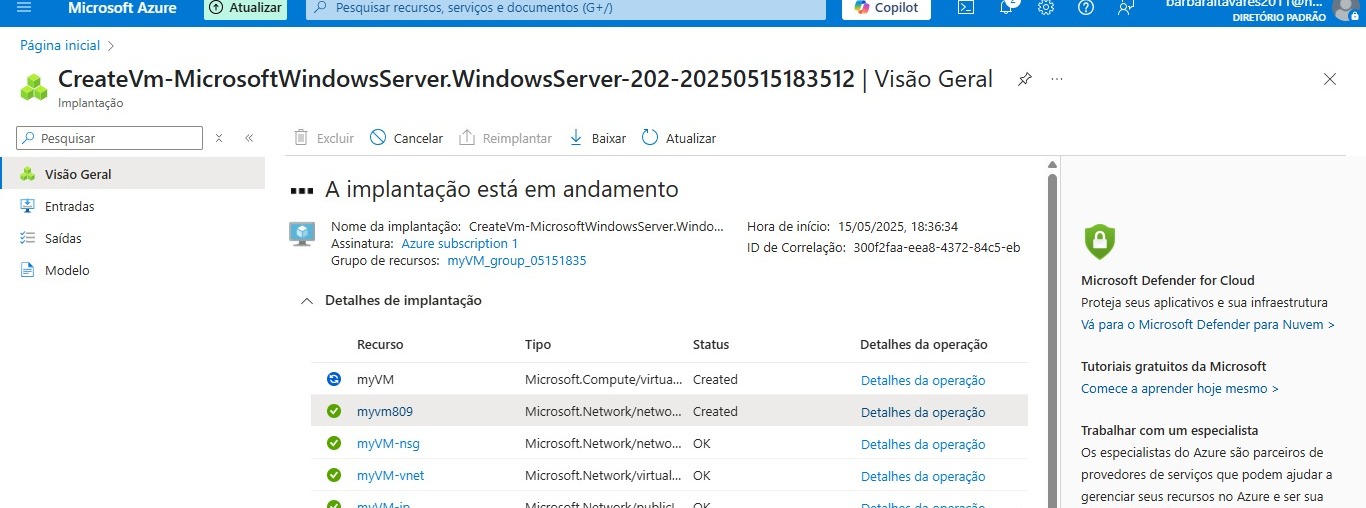 Microsoft Azure
Atualizar
Pesquisar recursos, serviços e documentos (G+/)
Copilot
2
DIRETÓRIO PADRÃO
Página inicial >
CreateVm-MicrosoftWindowsServer.WindowsServer-202-20250515183512 | Visão Geral
Implantação
Pesquisar
Excluir Cancelar Reimplantar Baixar Atualizar
Visão Geral
Entradas
Saídas
Modelo
A implantação está em andamento
Nome da implantação: CreateVm-MicrosoftWindowsServer.Windo...
Assinatura: Azure subscription 1
Grupo de recursos: myVM_group_05151835
Hora de início: 15/05/2025, 18:36:34
ID de Correlação: 300f2faa-eea8-4372-84c5-eb
Detalhes de implantação
Recurso Tipo Status Detalhes da operação
myVM Microsoft.Compute/virtua... Created Detalhes da operação
myvm809 Microsoft.Network/netwo... Created Detalhes da operação
myVM-nsg Microsoft.Network/netwo... OK Detalhes da operação
myVM-vnet Microsoft.Network/virtual... OK Detalhes da operação
myVM-ip Microsoft.Network/publi... OK Detalhes da operação
Microsoft Defender for Cloud
Proteja seus aplicativos e sua infraestrutura
Vá para o Microsoft Defender para Nuvem >
Tutoriais gratuitos da Microsoft
Comece a aprender hoje mesmo >
Trabalhar com um especialista
Os especialistas do Azure são parceiros de
provedores de serviços que podem ajudar a
gerenciar seus recursos no Azure e ser sua